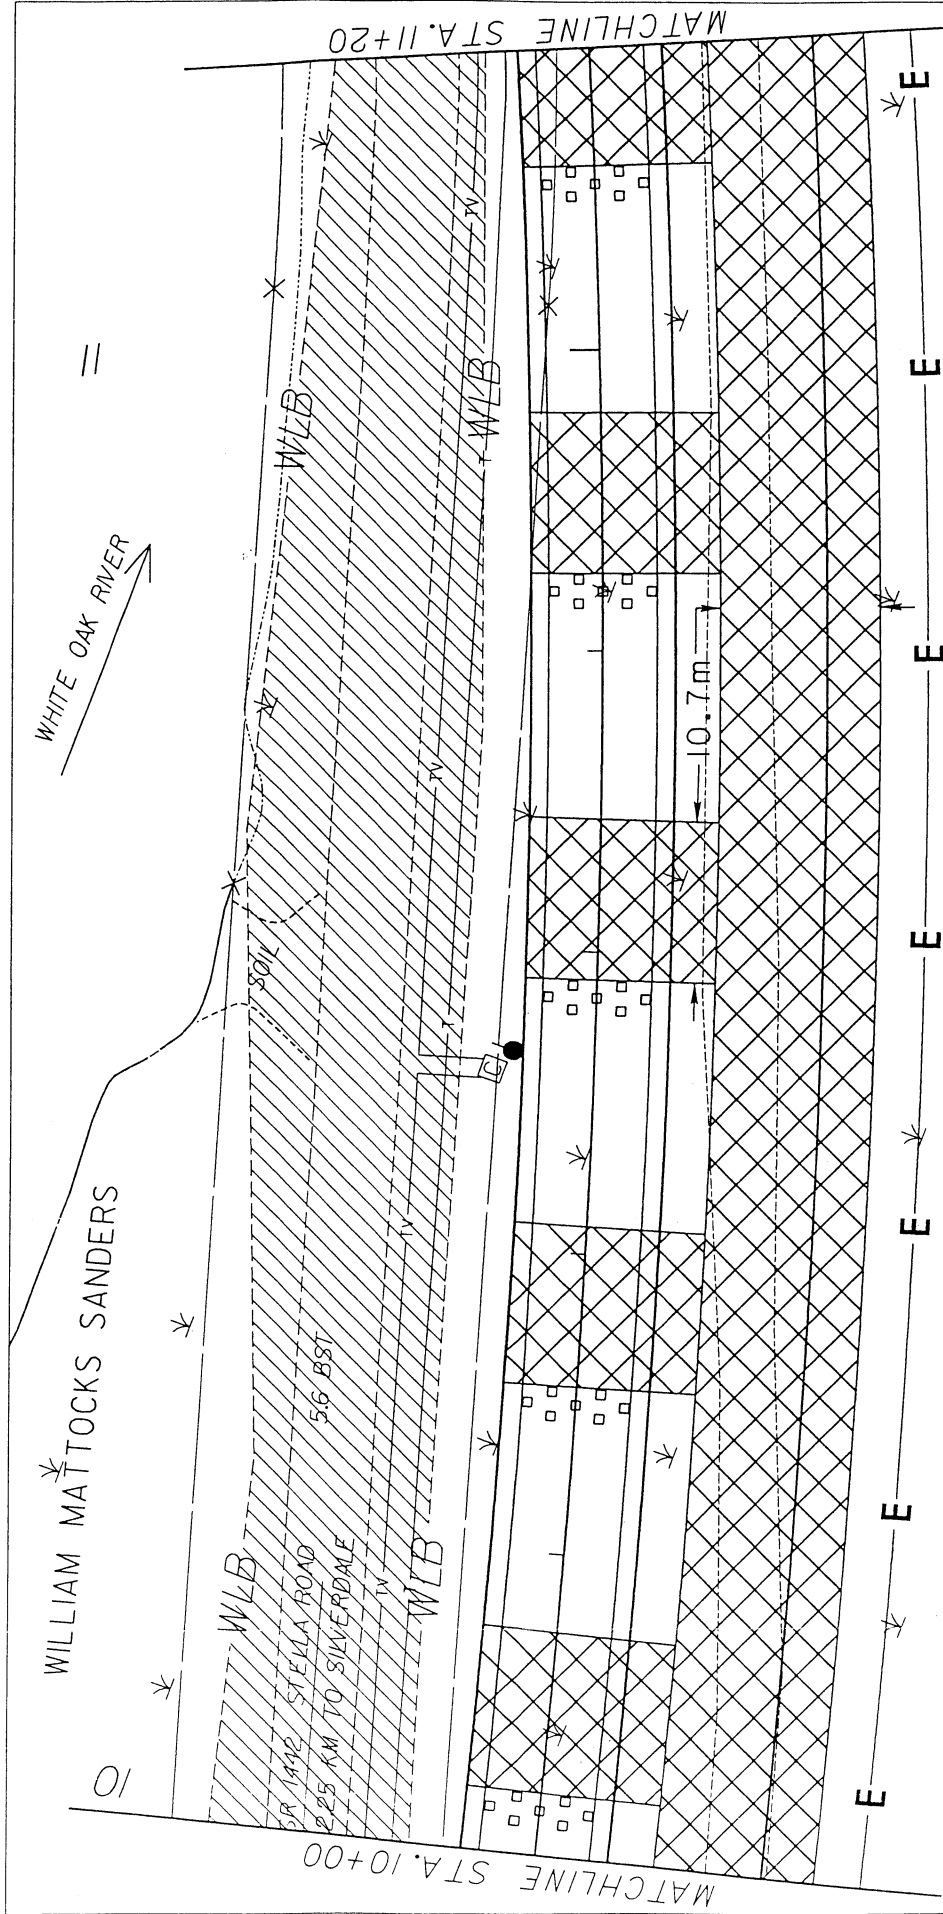 MATCHLINE STA. 11+20
11
WHITE OAK RIVER
WLB
WLB
TV
T
TV
10.7m
SOIL
T
C
WILLIAM MATTOCKS SANDERS
TV
5.6 BST
WLB
SR 1442 STELLA ROAD
2.25 KM TO SILVERDALE
TV
WLB
10
MATCHLINE STA. 10+00
E
E
E
E
E
E
E